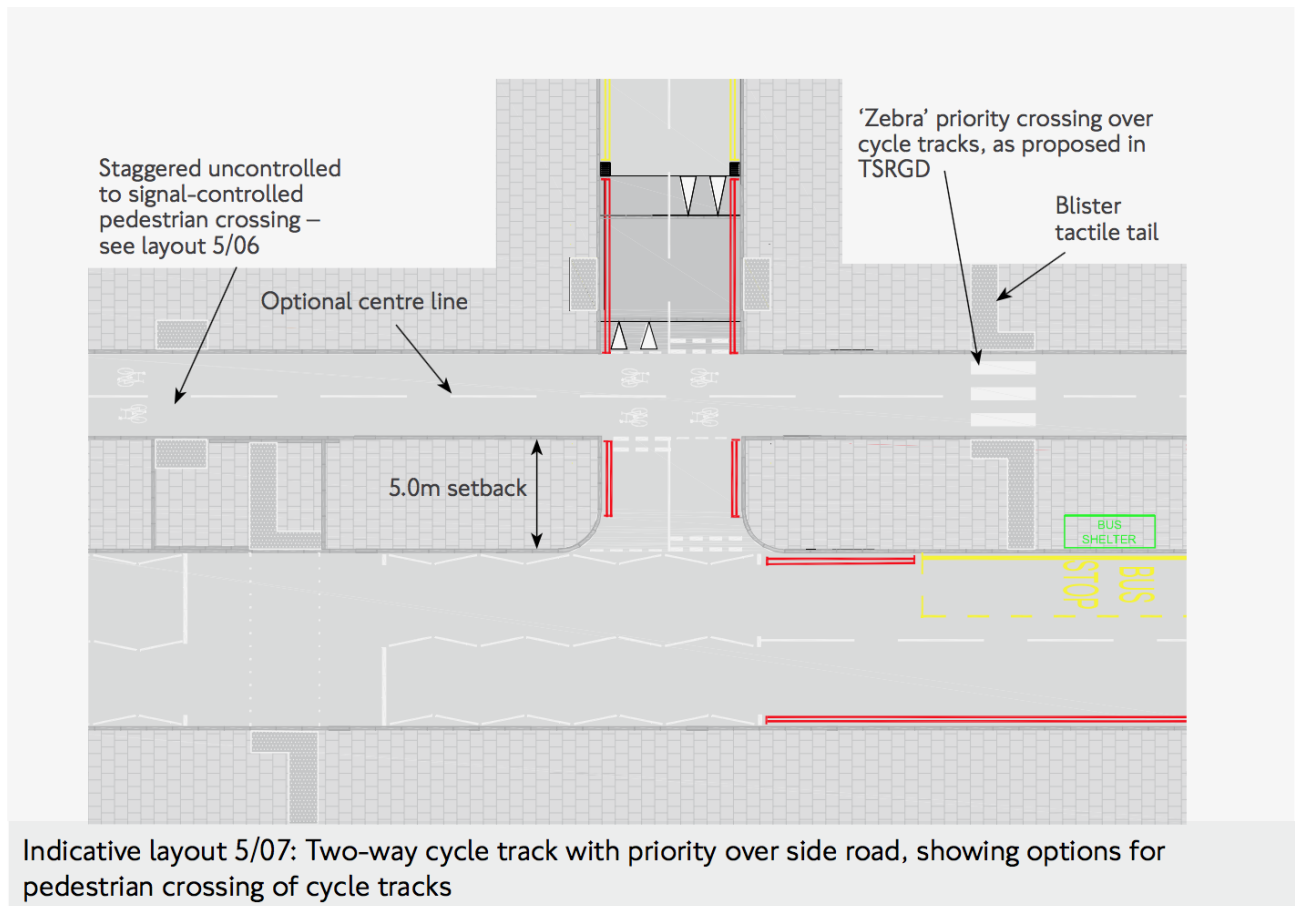 Staggered uncontrolled
to signal-controlled
pedestrian crossing –
see layout 5/06
Optional centre line
‘Zebra’ priority crossing over
cycle tracks, as proposed in
TSRGD
Blister
tactile tail
5.0m setback
BUS
SHELTER
BUS
STOP
Indicative layout 5/07: Two-way cycle track with priority over side road, showing options for
pedestrian crossing of cycle tracks